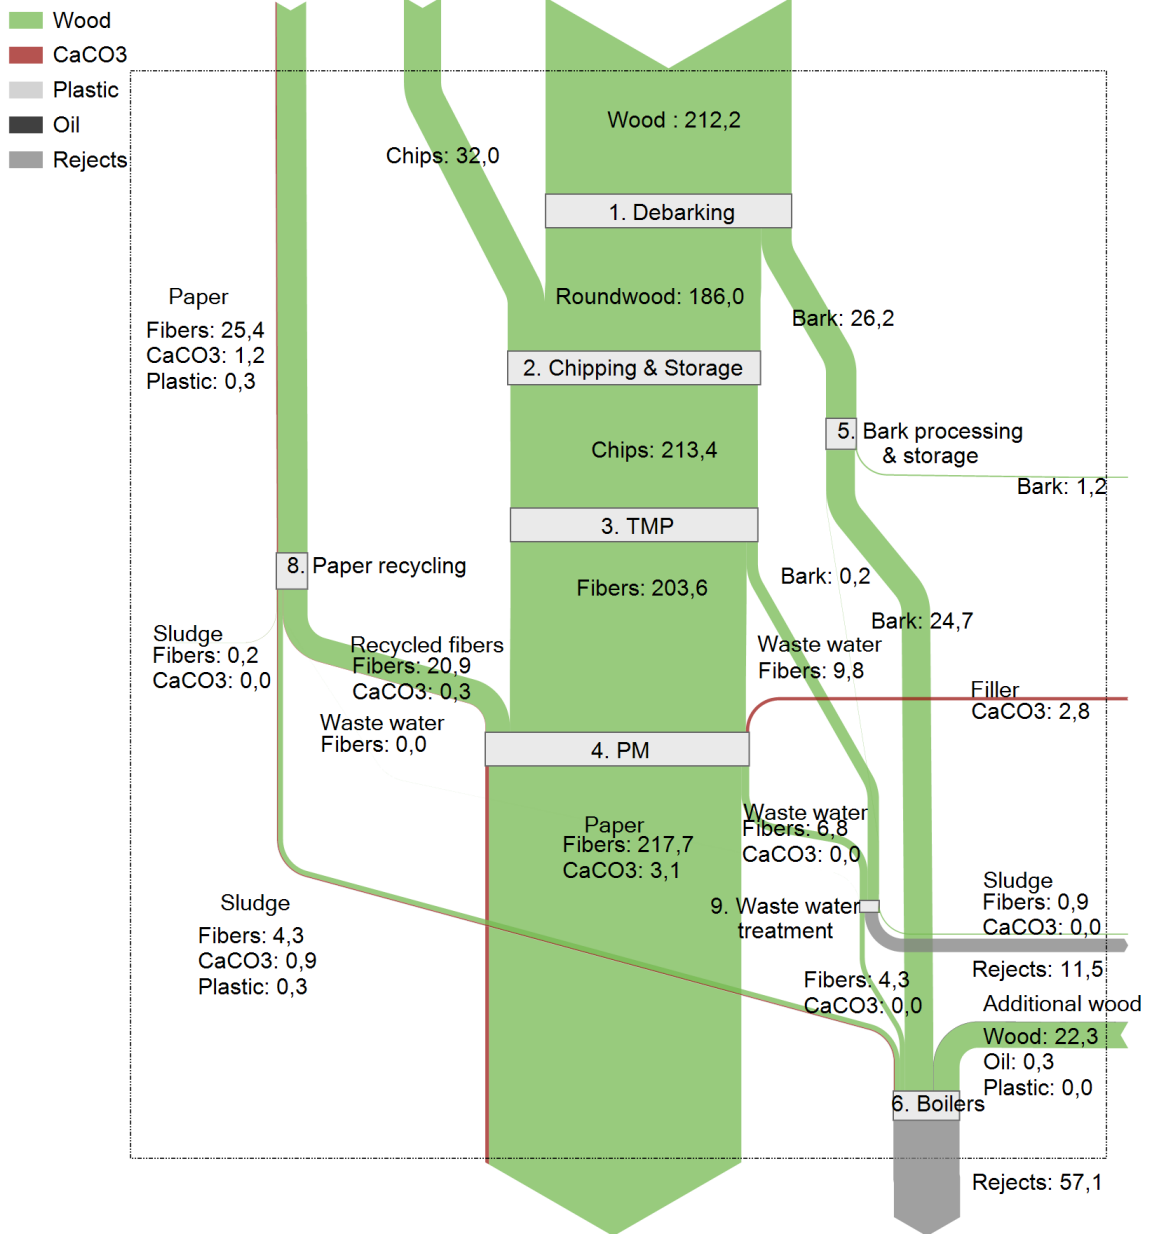 Wood
CaCO3
Plastic
Oil
Rejects
Wood : 212,2
Chips: 32,0
1. Debarking
Paper
Fibers: 25,4
CaCO3: 1,2
Plastic: 0,3
Roundwood: 186,0
Bark: 26,2
2. Chipping & Storage
Chips: 213,4
5. Bark processing
& storage
Bark: 1,2
3. TMP
8. Paper recycling
Fibers: 203,6
Bark: 0,2
Bark: 24,7
Sludge
Fibers: 0,2
CaCO3: 0,0
Recycled fibers
Fibers: 20,9
CaCO3: 0,3
Waste water
Fibers: 9,8
Filler
CaCO3: 2,8
Waste water
Fibers: 0,0
4. PM
Paper
Fibers: 217,7
CaCO3: 3,1
Waste water
Fibers: 6,8
CaCO3: 0,0
Sludge
Fibers: 4,3
CaCO3: 0,9
Plastic: 0,3
9. Waste water
treatment
Sludge
Fibers: 0,9
CaCO3: 0,0
Rejects: 11,5
Fibers: 4,3
CaCO3: 0,0
Additional wood
Wood: 22,3
Oil: 0,3
Plastic: 0,0
6. Boilers
Rejects: 57,1